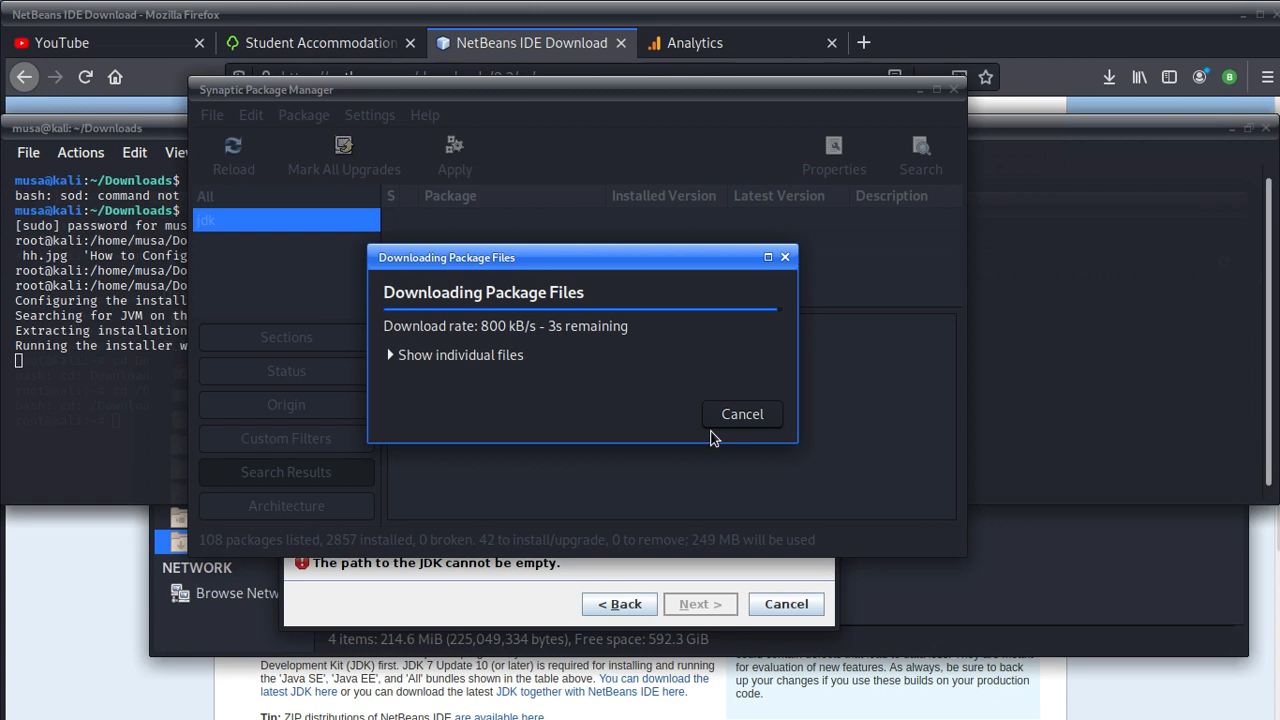 NetBeans IDE Download - Mozilla Firefox
YouTube
Student Accommodation
NetBeans IDE Download
Analytics
Synaptic Package Manager
File Edit Package Settings Help
Reload
Mark All Upgrades
Apply
Properties
Search
All
S Package Installed Version Latest Version Description
jdk
musa@kali: ~/Downloads
File Actions Edit
musa@kali:~/Downloads$
bash: sod: command not
musa@kali:~/Downloads$
[sudo] password for mus
root@kali:/home/musa/Do
hh.jpg 'How to Config
root@kali:/home/musa/Do
root@kali:/home/musa/Do
Configuring the install
Searching for JVM on th
Extracting installation
Running the installer w
Downloading Package Files
Downloading Package Files
Download rate: 800 kB/s - 3s remaining
Show individual files
Cancel
Sections
Status
Origin
Custom Filters
Search Results
Architecture
108 packages listed, 2857 installed, 0 broken. 42 to install/upgrade, 0 to remove; 249 MB will be used
The path to the JDK cannot be empty.
NETWORK
Browse Netw
< Back Next > Cancel
4 items: 214.6 MiB (225,049,334 bytes), Free space: 592.3 GiB
Development Kit (JDK) first. JDK 7 Update 10 (or later) is required for installing and running
the 'Java SE', 'Java EE', and 'All' bundles shown in the table above. You can download the
latest JDK here or you can download the latest JDK together with NetBeans IDE here.
Tip: ZIP distributions of NetBeans IDE are available here.
for evaluation of new features. As always, be sure to back
up your changes if you use these builds on your production
code.